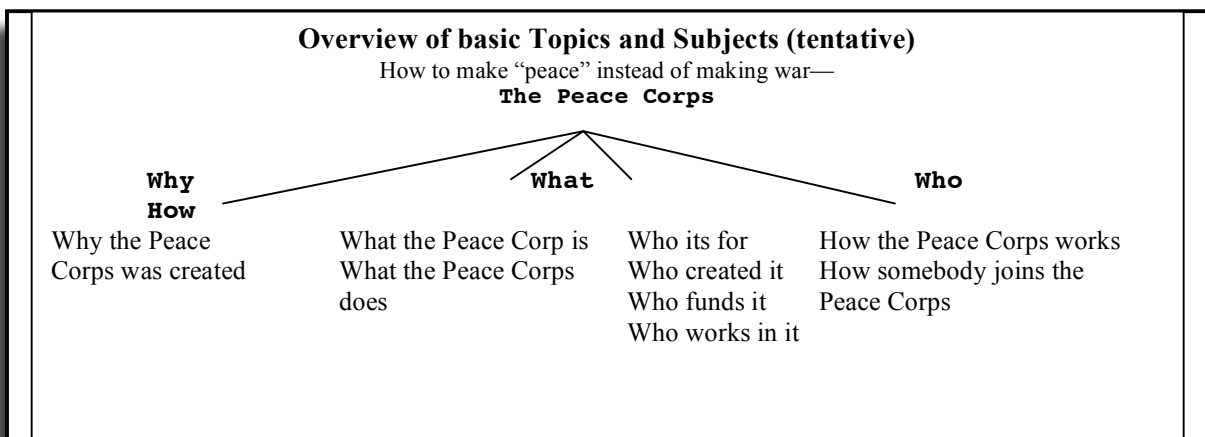 Overview of basic Topics and Subjects (tentative)
How to make “peace” instead of making war—
The Peace Corps
Why What Who
How
Why the Peace
Corps was created
What the Peace Corp is
What the Peace Corps
does
Who its for
Who created it
Who funds it
Who works in it
How the Peace Corps works
How somebody joins the
Peace Corps